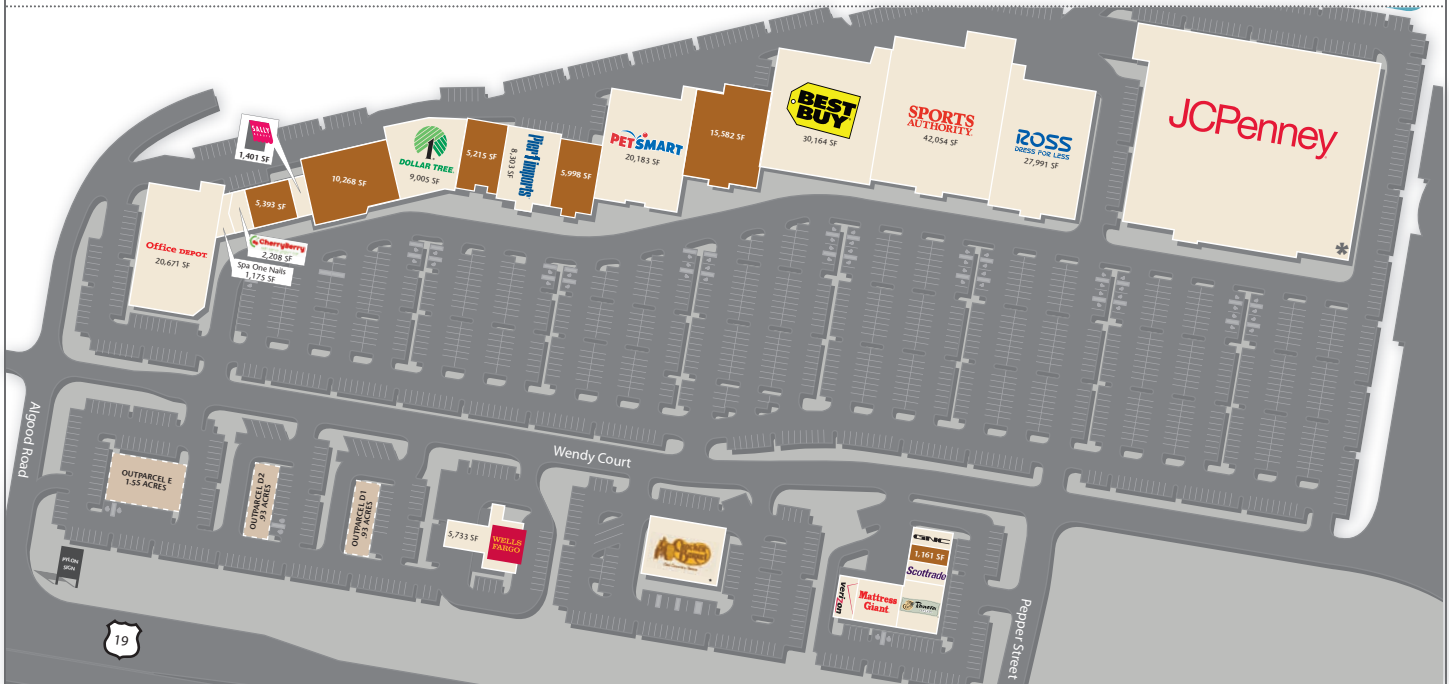 SALLY
1,401 SF
10,268 SF
5,393 SF
DOLLAR TREE
9,005 SF
5,215 SF
8,303 SF
Pier 1 imports
5,998 SF
PETSMART
20,183 SF
15,582 SF
BEST
BUY
30,164 SF
SPORTS
AUTHORITY
42,054 SF
ROSS
DRESS FOR LESS
27,991 SF
JCPenney
*
Office DEPOT
20,671 SF
CherryBerry
2,208 SF
Spa One Nails
1,175 SF
Algood Road
Wendy Court
OUTPARCEL E
1.55 ACRES
OUTPARCEL D2
.93 ACRES
OUTPARCEL D1
.93 ACRES
5,733 SF
WELLS
FARGO
Cracker
Barrel
Old Country Store
GNC
1,161 SF
Scottrade
verizon
Mattress
Giant
Panera
PYLON
SIGN
19
Pepper Street